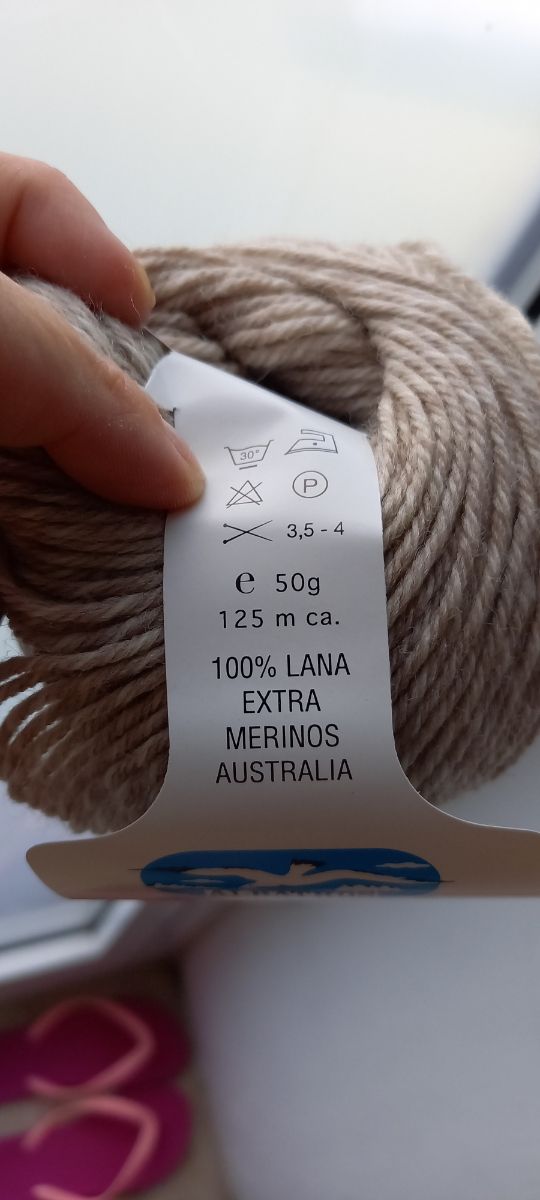 30°
P
3,5 - 4
e 50g
125 m ca.
100% LANA
EXTRA
MERINOS
AUSTRALIA